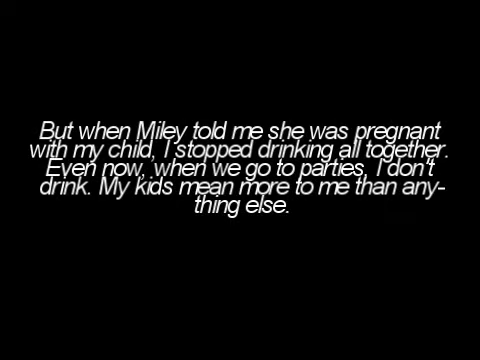 But when Miley told me she was pregnant
with my child, I stopped drinking all together.
Even now, when we go to parties, I don't
drink. My kids mean more to me than any-
thing else.